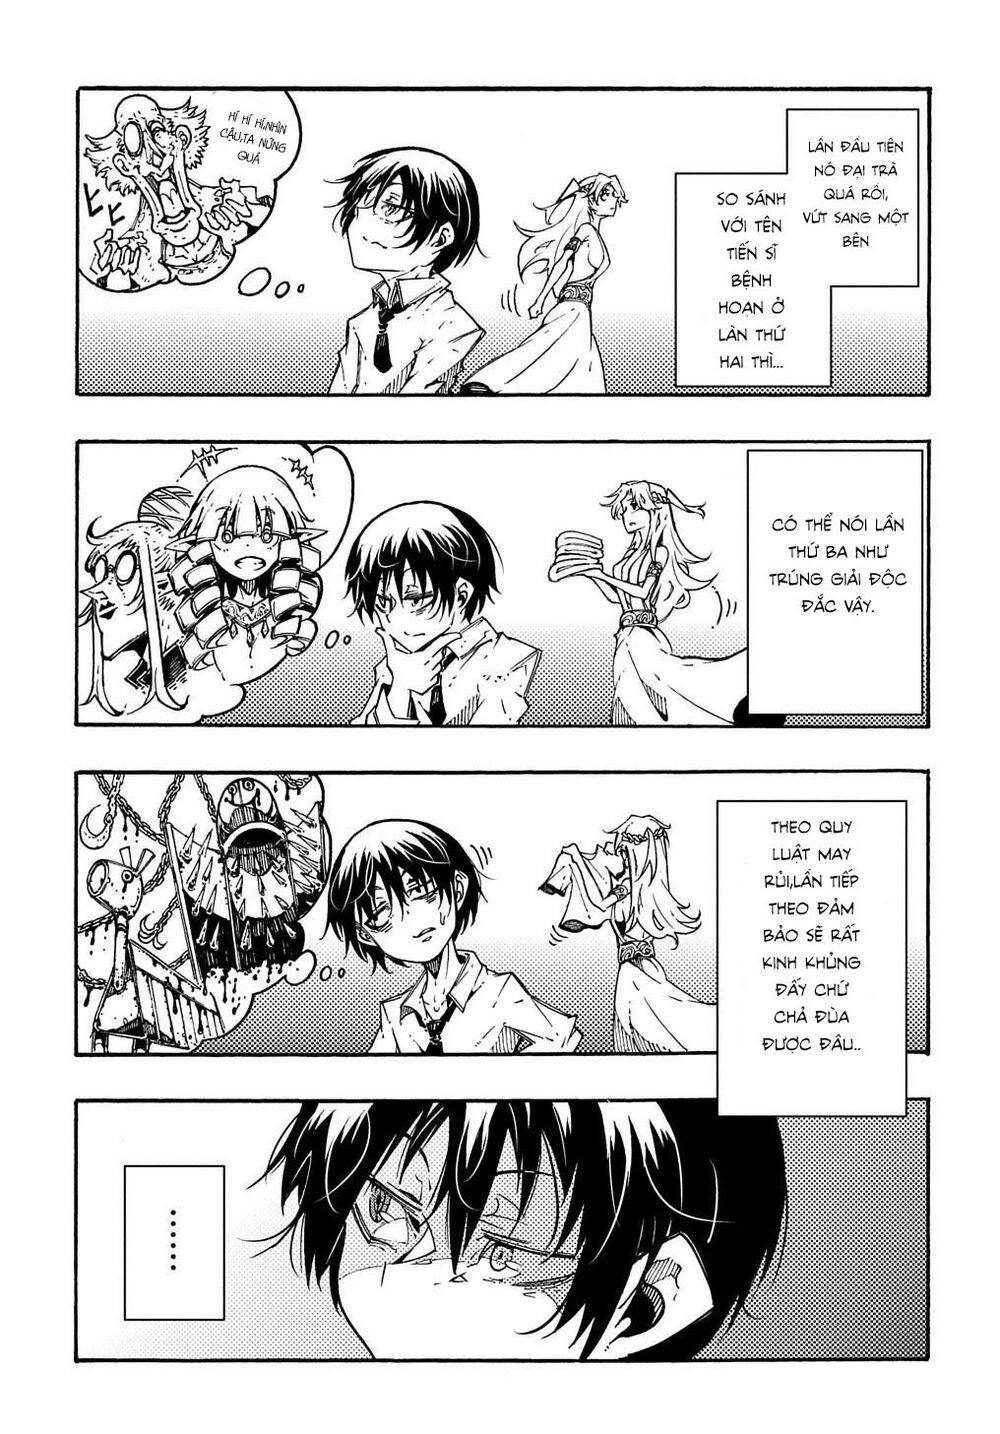 LẦN ĐẦU TIÊN
NÓ ĐẠI TRÀ
QUÁ RỒI,
VỨT SANG MỘT
BÊN
SO SÁNH
VỚI TÊN
TIẾN SĨ
BỆNH
HOẠN Ở
LẦN THỨ
HAI THÌ...
HÍ HÍ HÍ,NHÌN
CẬU,TA NỨNG
QUÁ
ヒヒ
CÓ THỂ NÓI LẦN
THỨ BA NHƯ
TRÚNG GIẢI ĐỘC
ĐẮC VẬY.
THEO QUY
LUẬT MAY
RỦI,LẦN TIẾP
THEO ĐẢM
BẢO SẼ RẤT
KINH KHỦNG
ĐẤY CHỨ
CHẢ ĐÙA
ĐƯỢC ĐÂU..
......